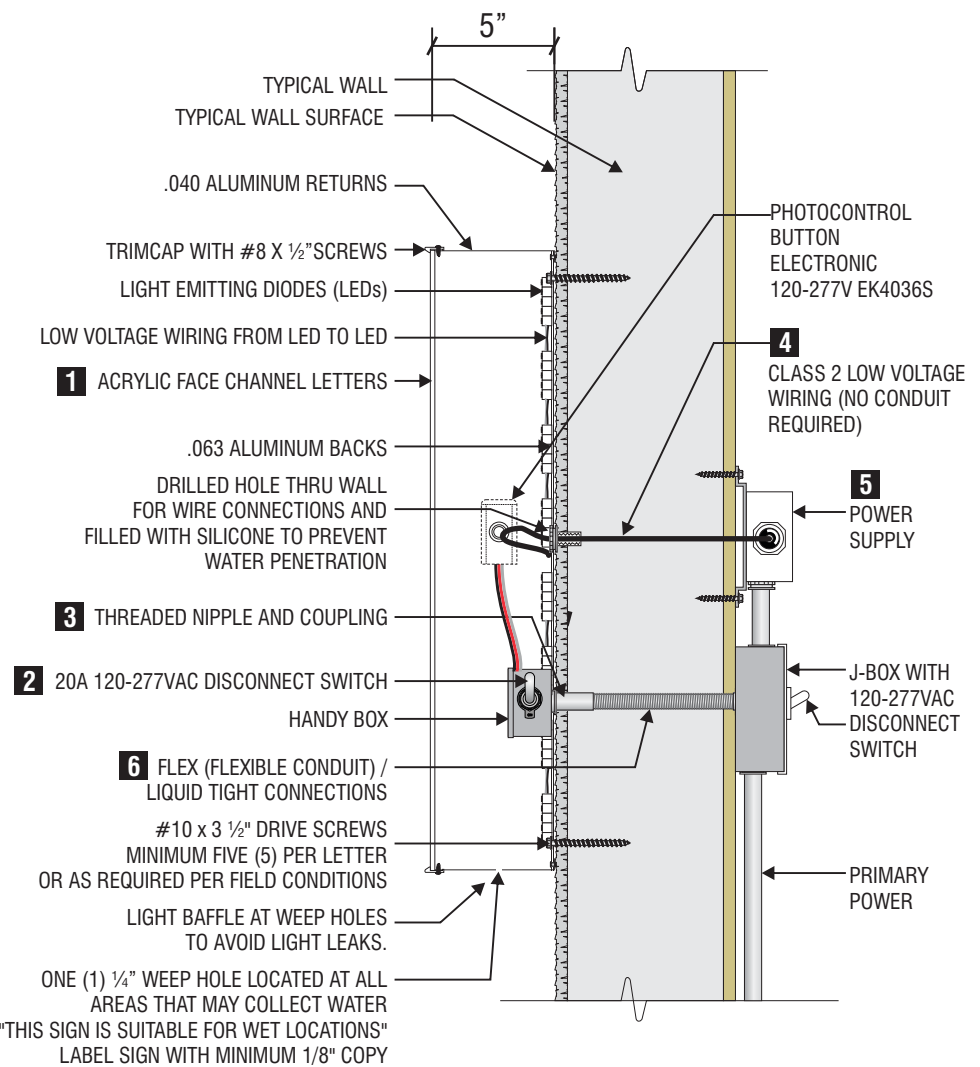 5”
TYPICAL WALL
TYPICAL WALL SURFACE
.040 ALUMINUM RETURNS
TRIMCAP WITH #8 X ½”SCREWS
LIGHT EMITTING DIODES (LEDs)
LOW VOLTAGE WIRING FROM LED TO LED
1 ACRYLIC FACE CHANNEL LETTERS
.063 ALUMINUM BACKS
DRILLED HOLE THRU WALL
FOR WIRE CONNECTIONS AND
FILLED WITH SILICONE TO PREVENT
WATER PENETRATION
3 THREADED NIPPLE AND COUPLING
2 20A 120-277VAC DISCONNECT SWITCH
HANDY BOX
6 FLEX (FLEXIBLE CONDUIT) /
LIQUID TIGHT CONNECTIONS
#10 x 3 ½" DRIVE SCREWS
MINIMUM FIVE (5) PER LETTER
OR AS REQUIRED PER FIELD CONDITIONS
LIGHT BAFFLE AT WEEP HOLES
TO AVOID LIGHT LEAKS.
ONE (1) ¼” WEEP HOLE LOCATED AT ALL
AREAS THAT MAY COLLECT WATER
"THIS SIGN IS SUITABLE FOR WET LOCATIONS"
LABEL SIGN WITH MINIMUM 1/8" COPY
PHOTOCONTROL
BUTTON
ELECTRONIC
120-277V EK4036S
4
CLASS 2 LOW VOLTAGE
WIRING (NO CONDUIT
REQUIRED)
5
POWER
SUPPLY
J-BOX WITH
120-277VAC
DISCONNECT
SWITCH
PRIMARY
POWER